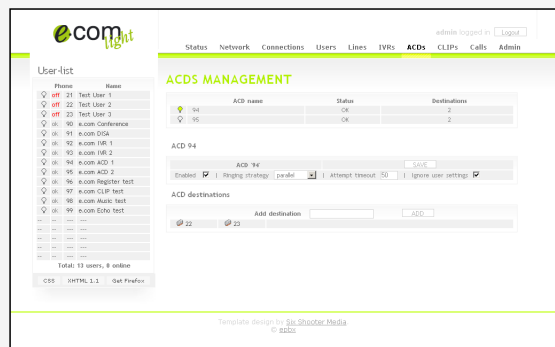 e.com light
admin logged in Logout
Status Network Connections Users Lines IVRs ACDs CLIPs Calls Admin
User-list
Phone Name
off 21 Test User 1
off 22 Test User 2
off 23 Test User 3
ok 90 e.com Conference
ok 91 e.com DISA
ok 92 e.com IVR 1
ok 93 e.com IVR 2
ok 94 e.com ACD 1
ok 95 e.com ACD 2
ok 96 e.com Register test
ok 97 e.com CLIP test
ok 98 e.com Music test
ok 99 e.com Echo test
-- -- --- ---
-- -- --- ---
-- -- --- ---
-- -- --- ---
Total: 13 users, 0 online
CSS XHTML 1.1 Get Firefox
ACDS MANAGEMENT
ACD name Status Destinations
94 OK 2
95 OK 2
ACD 94
ACD '94' SAVE
Enabled | Ringing strategy parallel | Attempt timeout 50 | Ignore user settings
ACD destinations
Add destination ADD
22 23
Template design by Six Shooter Media
© epbx